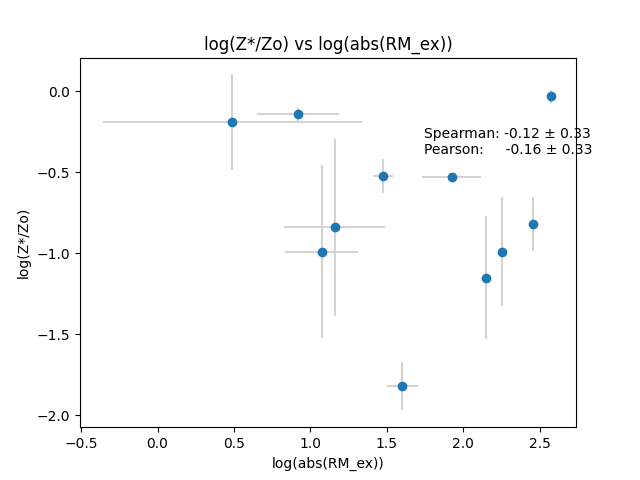 log(Z*/Zo) vs log(abs(RM_ex))
0.0
−0.5
−1.0
−1.5
−2.0
log(Z*/Zo)
Spearman: -0.12 ± 0.33
Pearson: -0.16 ± 0.33
−0.5 0.0 0.5 1.0 1.5 2.0 2.5
log(abs(RM_ex))